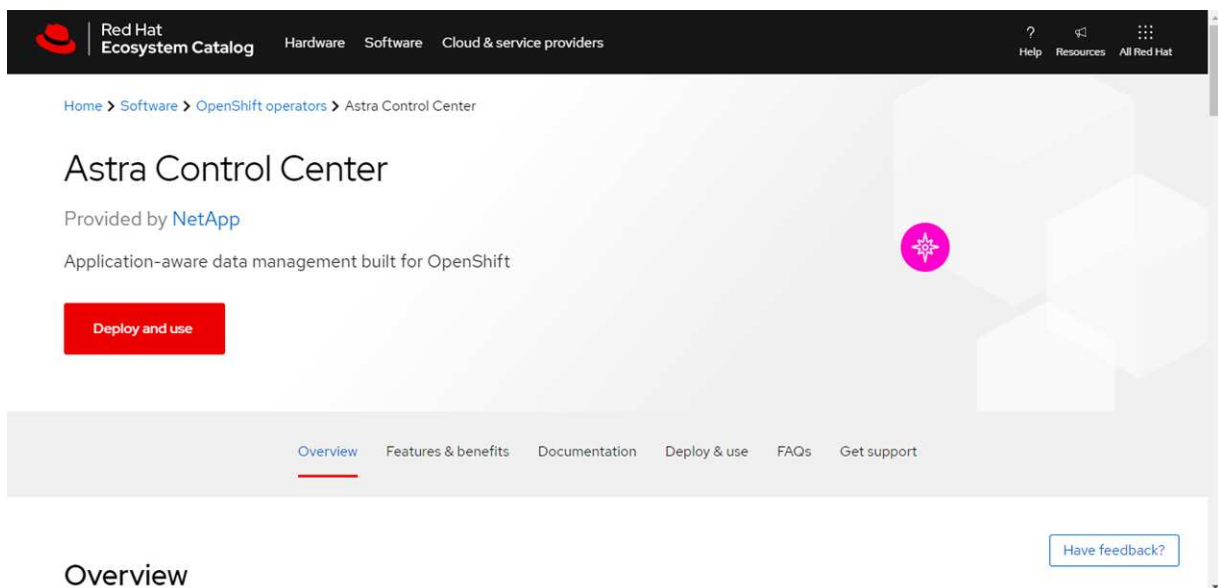 Red Hat
Ecosystem Catalog
Hardware Software Cloud & service providers
? 
Help Resources All Red Hat
Home > Software > OpenShift operators > Astra Control Center
Astra Control Center
Provided by NetApp
Application-aware data management built for OpenShift
Deploy and use
Overview Features & benefits Documentation Deploy & use FAQs Get support
Have feedback?
Overview